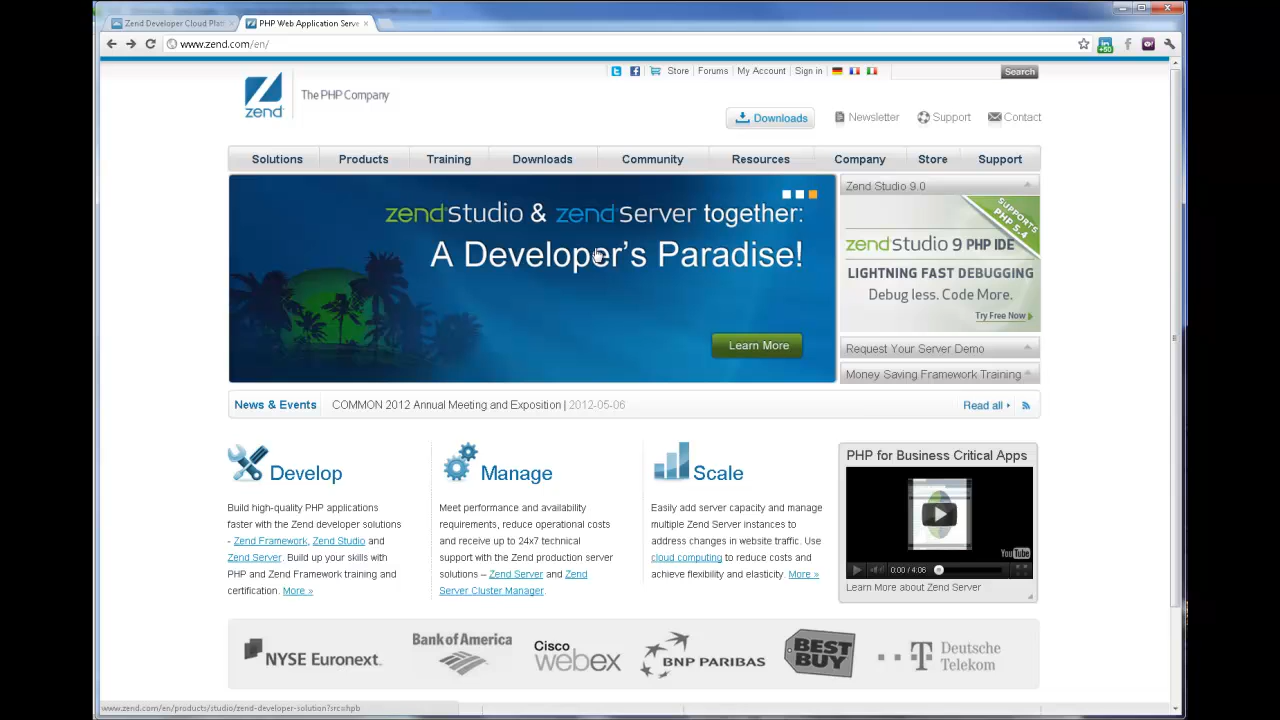 Zend Developer Cloud Platf
PHP Web Application Serve
www.zend.com/en/
+50
Store
Forums
My Account
Sign in
Search
zend
The PHP Company
Downloads
Newsletter
Support
Contact
Solutions
Products
Training
Downloads
Community
Resources
Company
Store
Support
zend studio & zend server together:
A Developer's Paradise!
Learn More
Zend Studio 9.0
SUPPORTS
PHP 5.4
zend studio 9 PHP IDE
LIGHTNING FAST DEBUGGING
Debug less. Code More.
Try Free Now
Request Your Server Demo
Money Saving Framework Training
News & Events
COMMON 2012 Annual Meeting and Exposition | 2012-05-06
Read all
Develop
Build high-quality PHP applications
faster with the Zend developer solutions
- Zend Framework, Zend Studio and
Zend Server. Build up your skills with
PHP and Zend Framework training and
certification. More »
Manage
Meet performance and availability
requirements, reduce operational costs
and receive up to 24x7 technical
support with the Zend production server
solutions – Zend Server and Zend
Server Cluster Manager.
Scale
Easily add server capacity and manage
multiple Zend Server instances to
address changes in website traffic. Use
cloud computing to reduce costs and
achieve flexibility and elasticity. More »
PHP for Business Critical Apps
YouTube
0:00 / 4:06
Learn More about Zend Server
NYSE Euronext.
Bank of America
Cisco
webex
BNP PARIBAS
BEST
BUY
T Deutsche
Telekom
www.zend.com/en/products/studio/zend-developer-solution?src=hpb